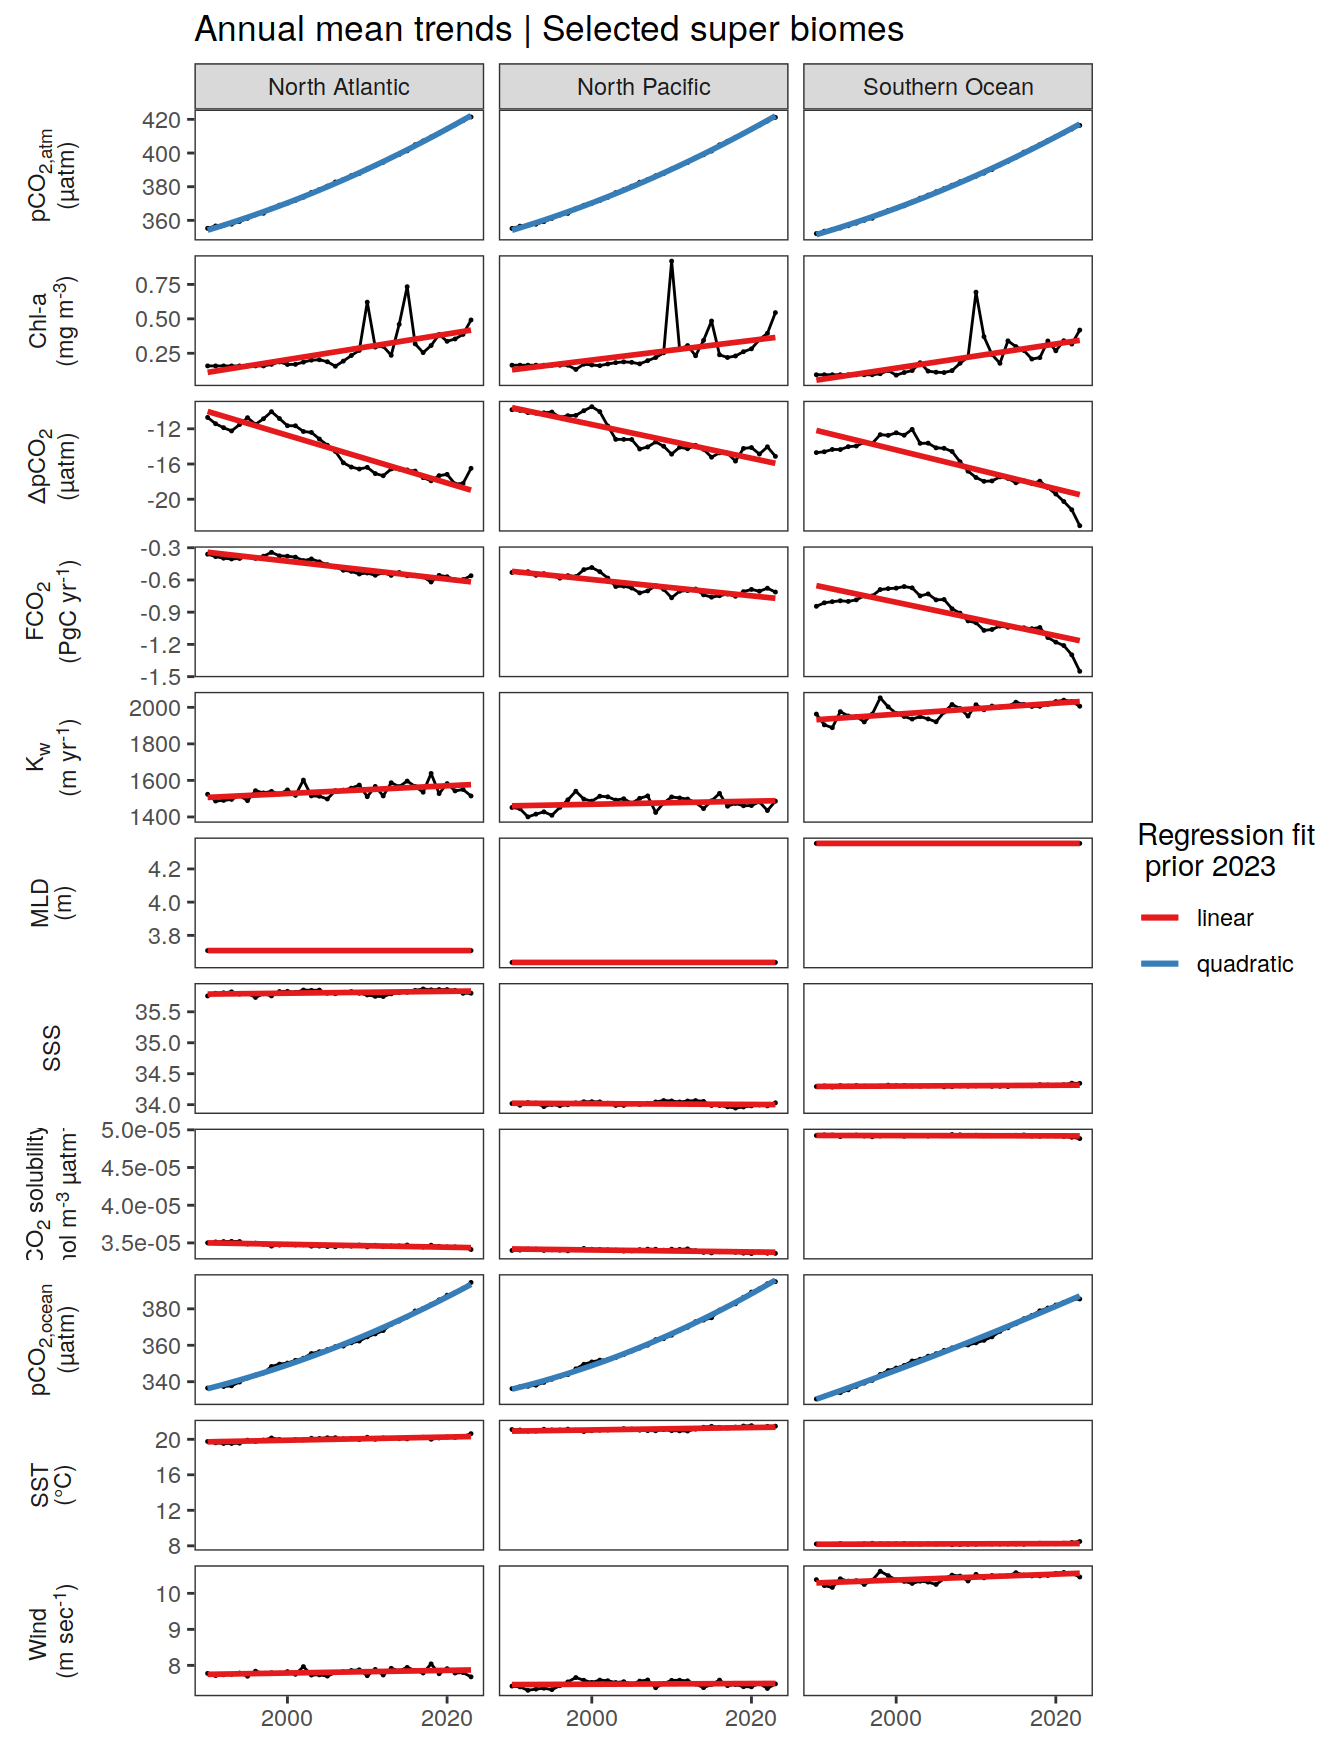 Annual mean trends | Selected super biomes
North Atlantic North Pacific Southern Ocean
pCO2,atm
(µatm)
420
400
380
360
Chl-a
(mg m-3)
0.75
0.50
0.25
ΔpCO2
(µatm)
-12
-16
-20
FCO2
(PgC yr-1)
-0.3
-0.6
-0.9
-1.2
-1.5
Kw
(m yr-1)
2000
1800
1600
1400
MLD
(m)
4.2
4.0
3.8
SSS
35.5
35.0
34.5
34.0
CO2 solubility
m-3 µatm-
5.0e-05
4.5e-05
4.0e-05
3.5e-05
pCO2,ocean
(µatm)
380
360
340
SST
(°C)
20
16
12
8
Wind
(m sec-1)
10
9
8
2000 2020 2000 2020 2000 2020
Regression fit
prior 2023
linear
quadratic